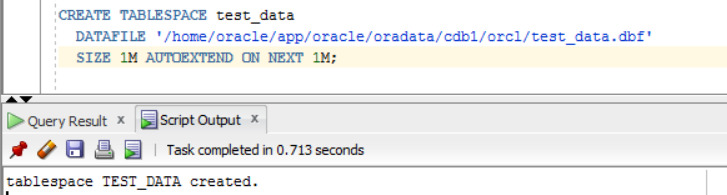 CREATE TABLESPACE test_data
DATAFILE '/home/oracle/app/oracle/oradata/cdb1/orcl/test_data.dbf'
SIZE 1M AUTOEXTEND ON NEXT 1M;
Query Result x Script Output x
Task completed in 0.713 seconds
tablespace TEST_DATA created.